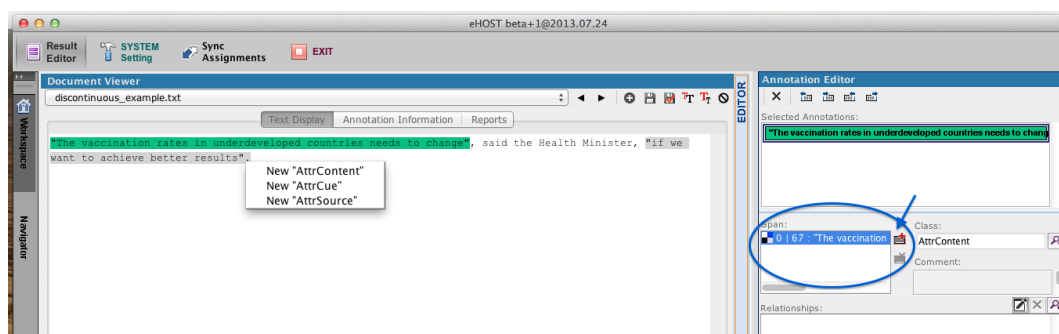 eHOST beta+1@2013.07.24
Result Editor
SYSTEM Setting
Sync Assignments
EXIT
Workspace
Navigator
Document Viewer
discontinuous_example.txt
Text Display
Annotation Information
Reports
"The vaccination rates in underdeveloped countries needs to change", said the Health Minister, "if we
want to achieve better results".
New "AttrContent"
New "AttrCue"
New "AttrSource"
EDITOR
Annotation Editor
Selected Annotations:
"The vaccination rates in underdeveloped countries needs to chang
Span:
0 | 67 : "The vaccination
Class:
AttrContent
Comment:
Relationships: